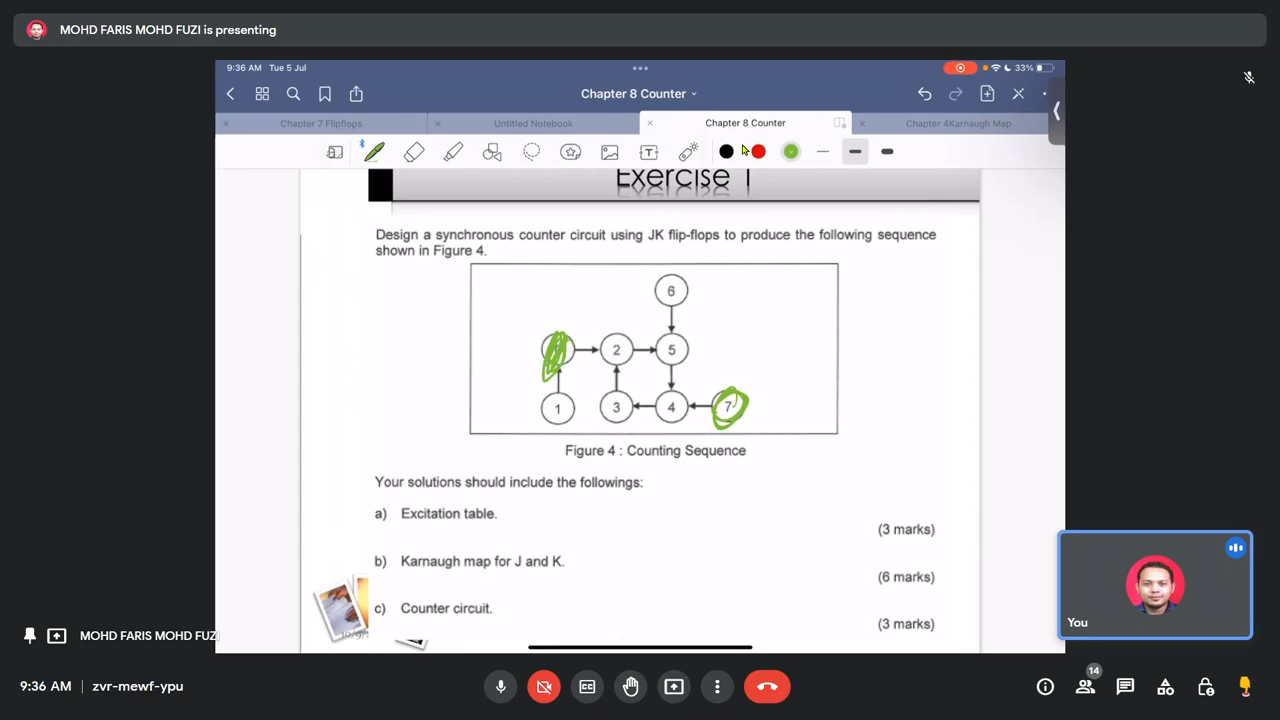 MOHD FARIS MOHD FUZI is presenting
9:36 AM Tue 5 Jul
33%
Chapter 8 Counter
Chapter 7 Flipflops
Untitled Notebook
Chapter 8 Counter
Chapter 4Karnaugh Map
Exercise 1
Design a synchronous counter circuit using JK flip-flops to produce the following sequence
shown in Figure 4.
6
2
5
1
3
4
7
Figure 4 : Counting Sequence
Your solutions should include the followings:
a) Excitation table.
(3 marks)
b) Karnaugh map for J and K.
(6 marks)
c) Counter circuit.
(3 marks)
MOHD FARIS MOHD FUZI
You
9:36 AM
zvr-mewf-ypu
14